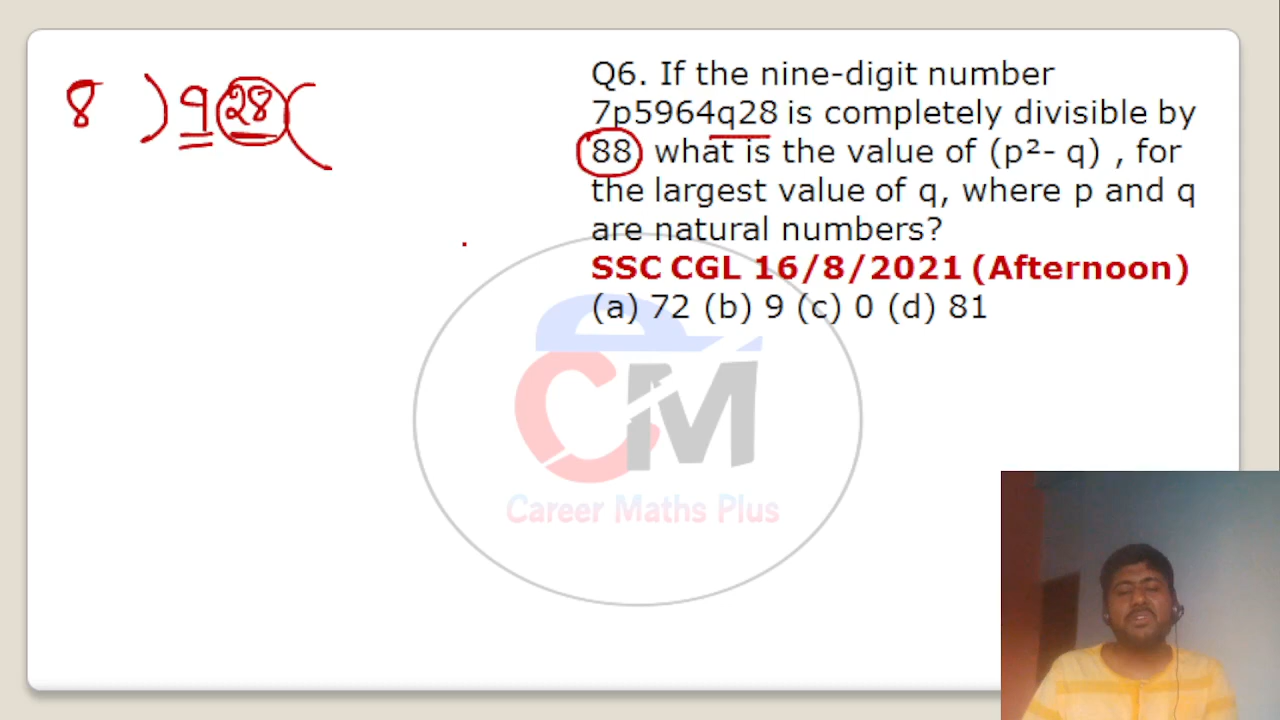 8 ) q 28 (
Q6. If the nine-digit number
7p5964q28 is completely divisible by
88 what is the value of (p²- q) , for
the largest value of q, where p and q
are natural numbers?
SSC CGL 16/8/2021 (Afternoon)
(a) 72 (b) 9 (c) 0 (d) 81
e
CM
Career Maths Plus